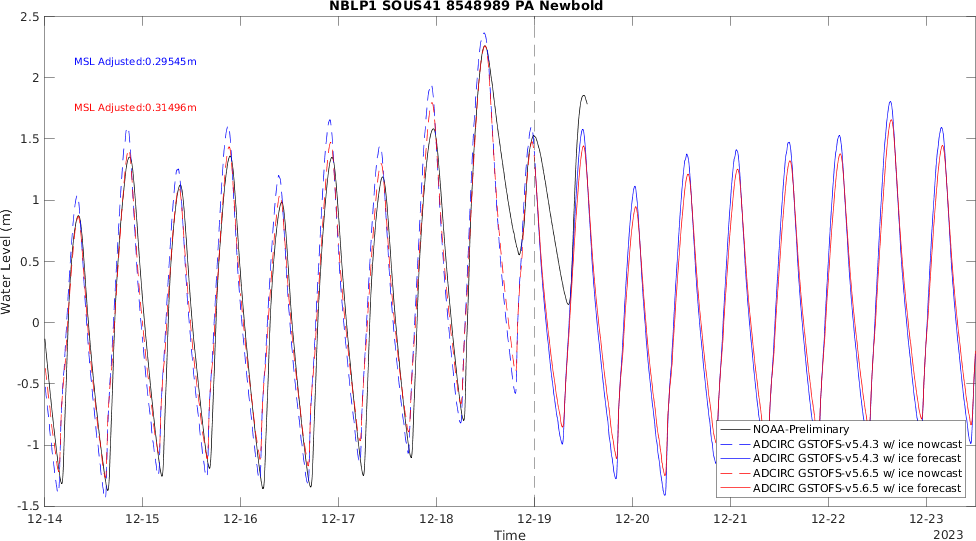 NBLP1 SOUS41 8548989 PA Newbold
2.5
2
1.5
1
0.5
0
-0.5
-1
-1.5
Water Level (m)
MSL Adjusted:0.29545m
MSL Adjusted:0.31496m
NOAA-Preliminary
ADCIRC GSTOFS-v5.4.3 w/ ice nowcast
ADCIRC GSTOFS-v5.4.3 w/ ice forecast
ADCIRC GSTOFS-v5.6.5 w/ ice nowcast
ADCIRC GSTOFS-v5.6.5 w/ ice forecast
12-14 12-15 12-16 12-17 12-18 12-19 12-20 12-21 12-22 12-23
Time
2023